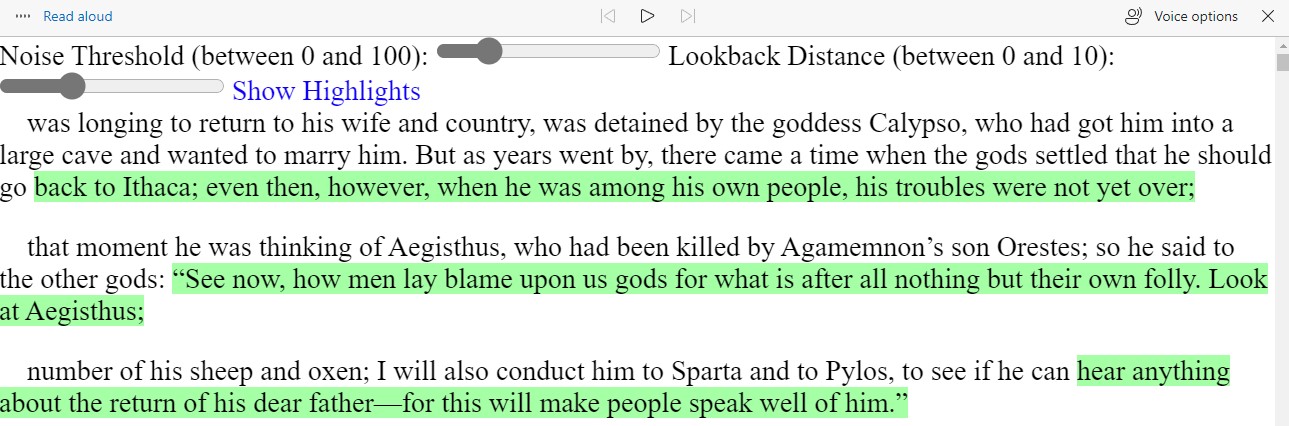 Read aloud
Voice options
Noise Threshold (between 0 and 100): Lookback Distance (between 0 and 10):
Show Highlights
was longing to return to his wife and country, was detained by the goddess Calypso, who had got him into a
large cave and wanted to marry him. But as years went by, there came a time when the gods settled that he should
go back to Ithaca; even then, however, when he was among his own people, his troubles were not yet over;
that moment he was thinking of Aegisthus, who had been killed by Agamemnon’s son Orestes; so he said to
the other gods: “See now, how men lay blame upon us gods for what is after all nothing but their own folly. Look
at Aegisthus;
number of his sheep and oxen; I will also conduct him to Sparta and to Pylos, to see if he can hear anything
about the return of his dear father—for this will make people speak well of him.”